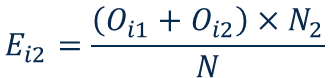 E_{i2} = \frac{(O_{i1} + O_{i2}) \times N_2}{N}